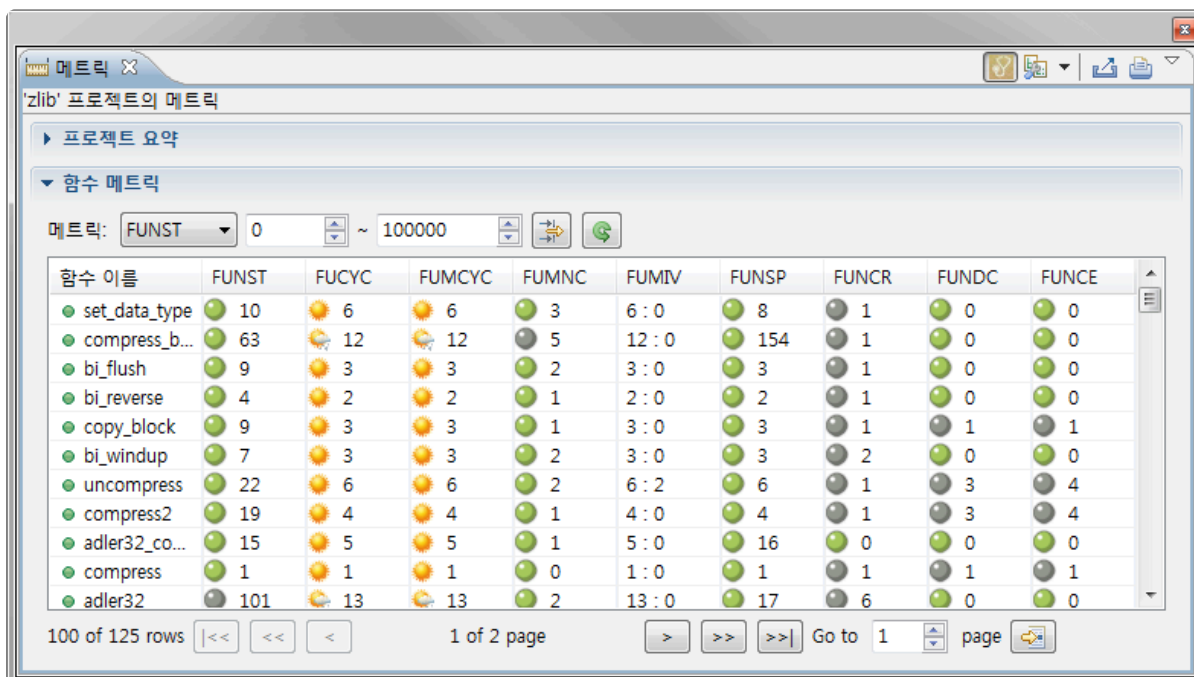 메트릭
'zlib' 프로젝트의 메트릭
프로젝트 요약
함수 메트릭
메트릭: FUNST 0 ~ 100000
함수 이름 FUNST FUCYC FUMCYC FUMNC FUMIV FUNSP FUNCR FUNDC FUNCE
set_data_type 10 6 6 3 6 : 0 8 1 0 0
compress_b... 63 12 12 5 12 : 0 154 1 0 0
bi_flush 9 3 3 2 3 : 0 3 1 0 0
bi_reverse 4 2 2 1 2 : 0 2 1 0 0
copy_block 9 3 3 1 3 : 0 3 1 1 1
bi_windup 7 3 3 2 3 : 0 3 2 0 0
uncompress 22 6 6 2 6 : 2 6 1 3 4
compress2 19 4 4 1 4 : 0 4 1 3 4
adler32_co... 15 5 5 1 5 : 0 16 0 0 0
compress 1 1 1 0 1 : 0 1 1 1 1
adler32 101 13 13 2 13 : 0 17 6 0 0
100 of 125 rows |<< << < 1 of 2 page > >> >>| Go to 1 page